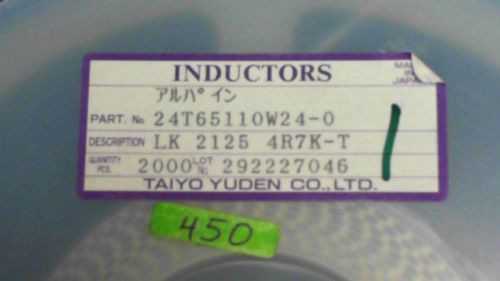 INDUCTORS
MADE IN
JAPAN
アルパイン
PART. No. 24T65110W24-0
DESCRIPTION LK 2125 4R7K-T
QUANTITY PCS 2000 LOT No. 292227046
TAIYO YUDEN CO.,LTD.
450